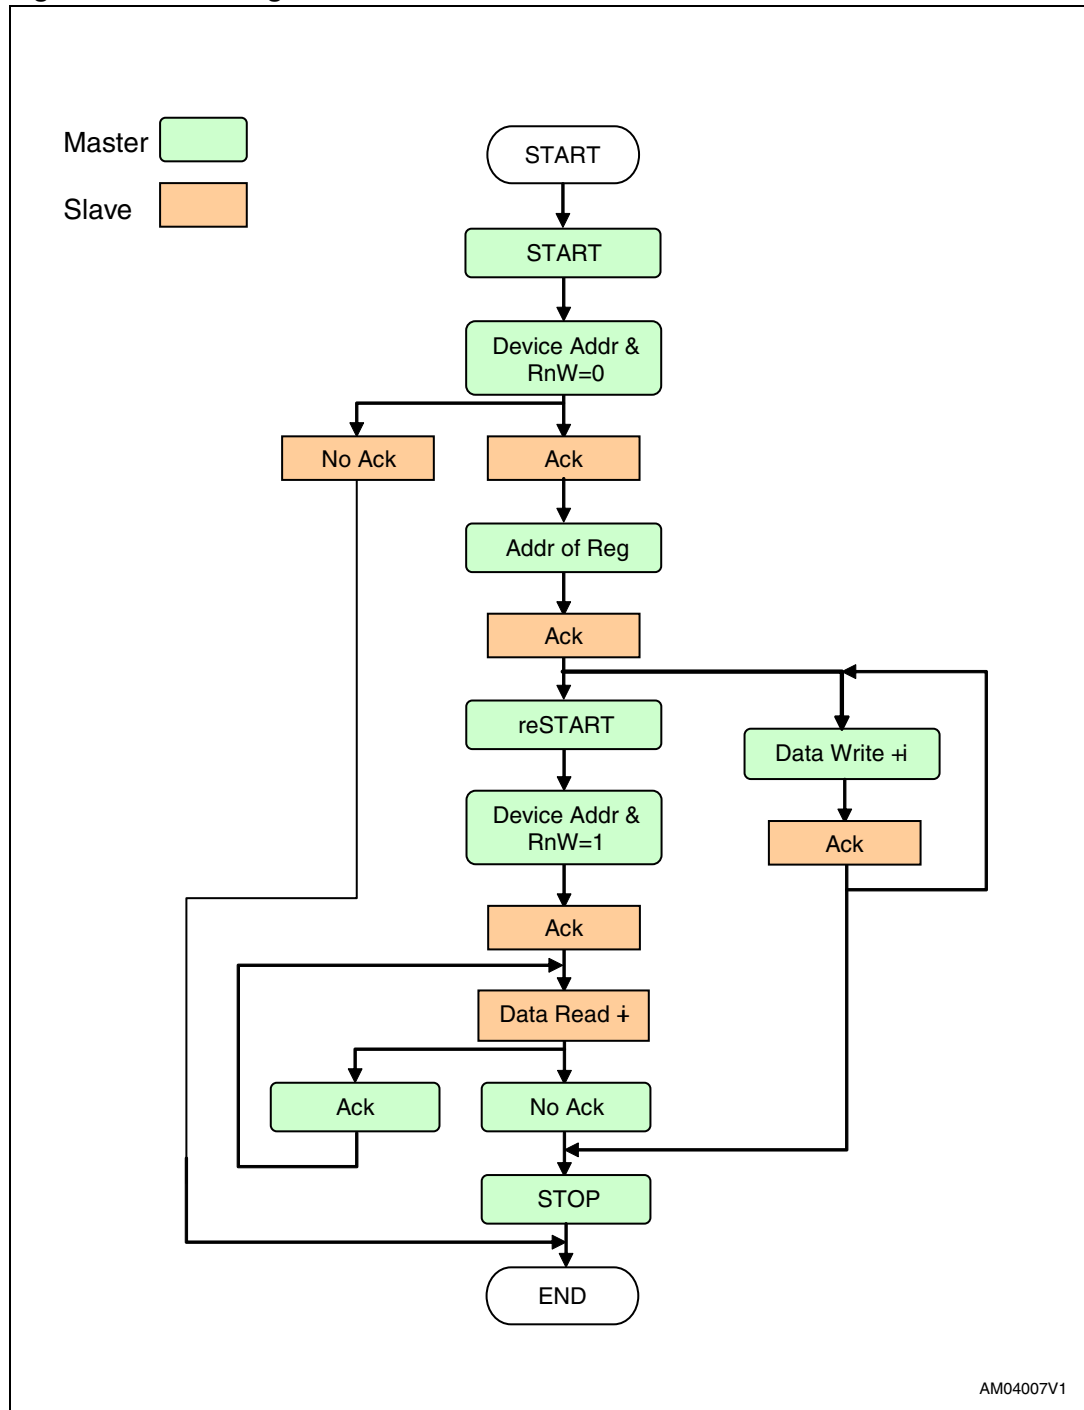 Master
Slave
START
START
Device Addr &
RnW=0
No Ack
Ack
Addr of Reg
Ack
reSTART
Data Write +i
Device Addr &
RnW=1
Ack
Ack
Data Read +i
Ack
No Ack
STOP
END
AM04007V1